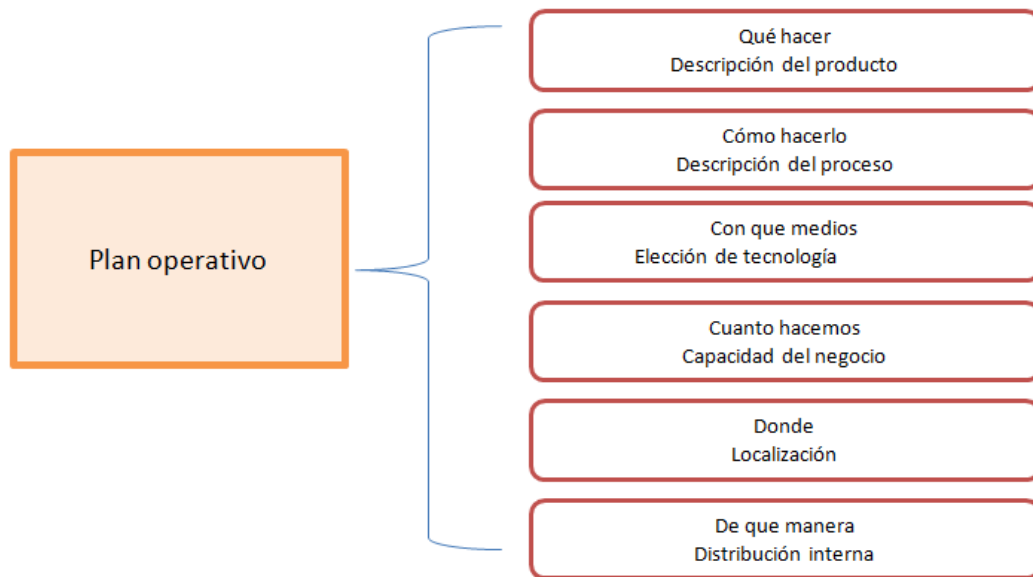 Plan operativo
Qué hacer
Descripción del producto
Cómo hacerlo
Descripción del proceso
Con que medios
Elección de tecnología
Cuanto hacemos
Capacidad del negocio
Donde
Localización
De que manera
Distribución interna